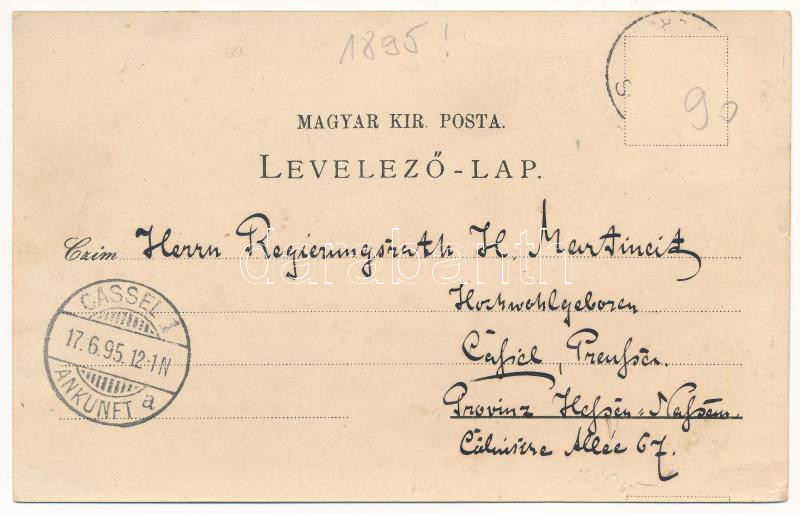 1895!
90
MAGYAR KIR. POSTA.
LEVELEZŐ-LAP.
Czim Herrn Regierungsrath H. Martineit
Hochwohlgeboren
Cassel, Preussen.
Provinz Hessen-Nassau
Allée 67.
CASSEL 1
17.6.95.12-1N
ANKUNFT a
darabanth